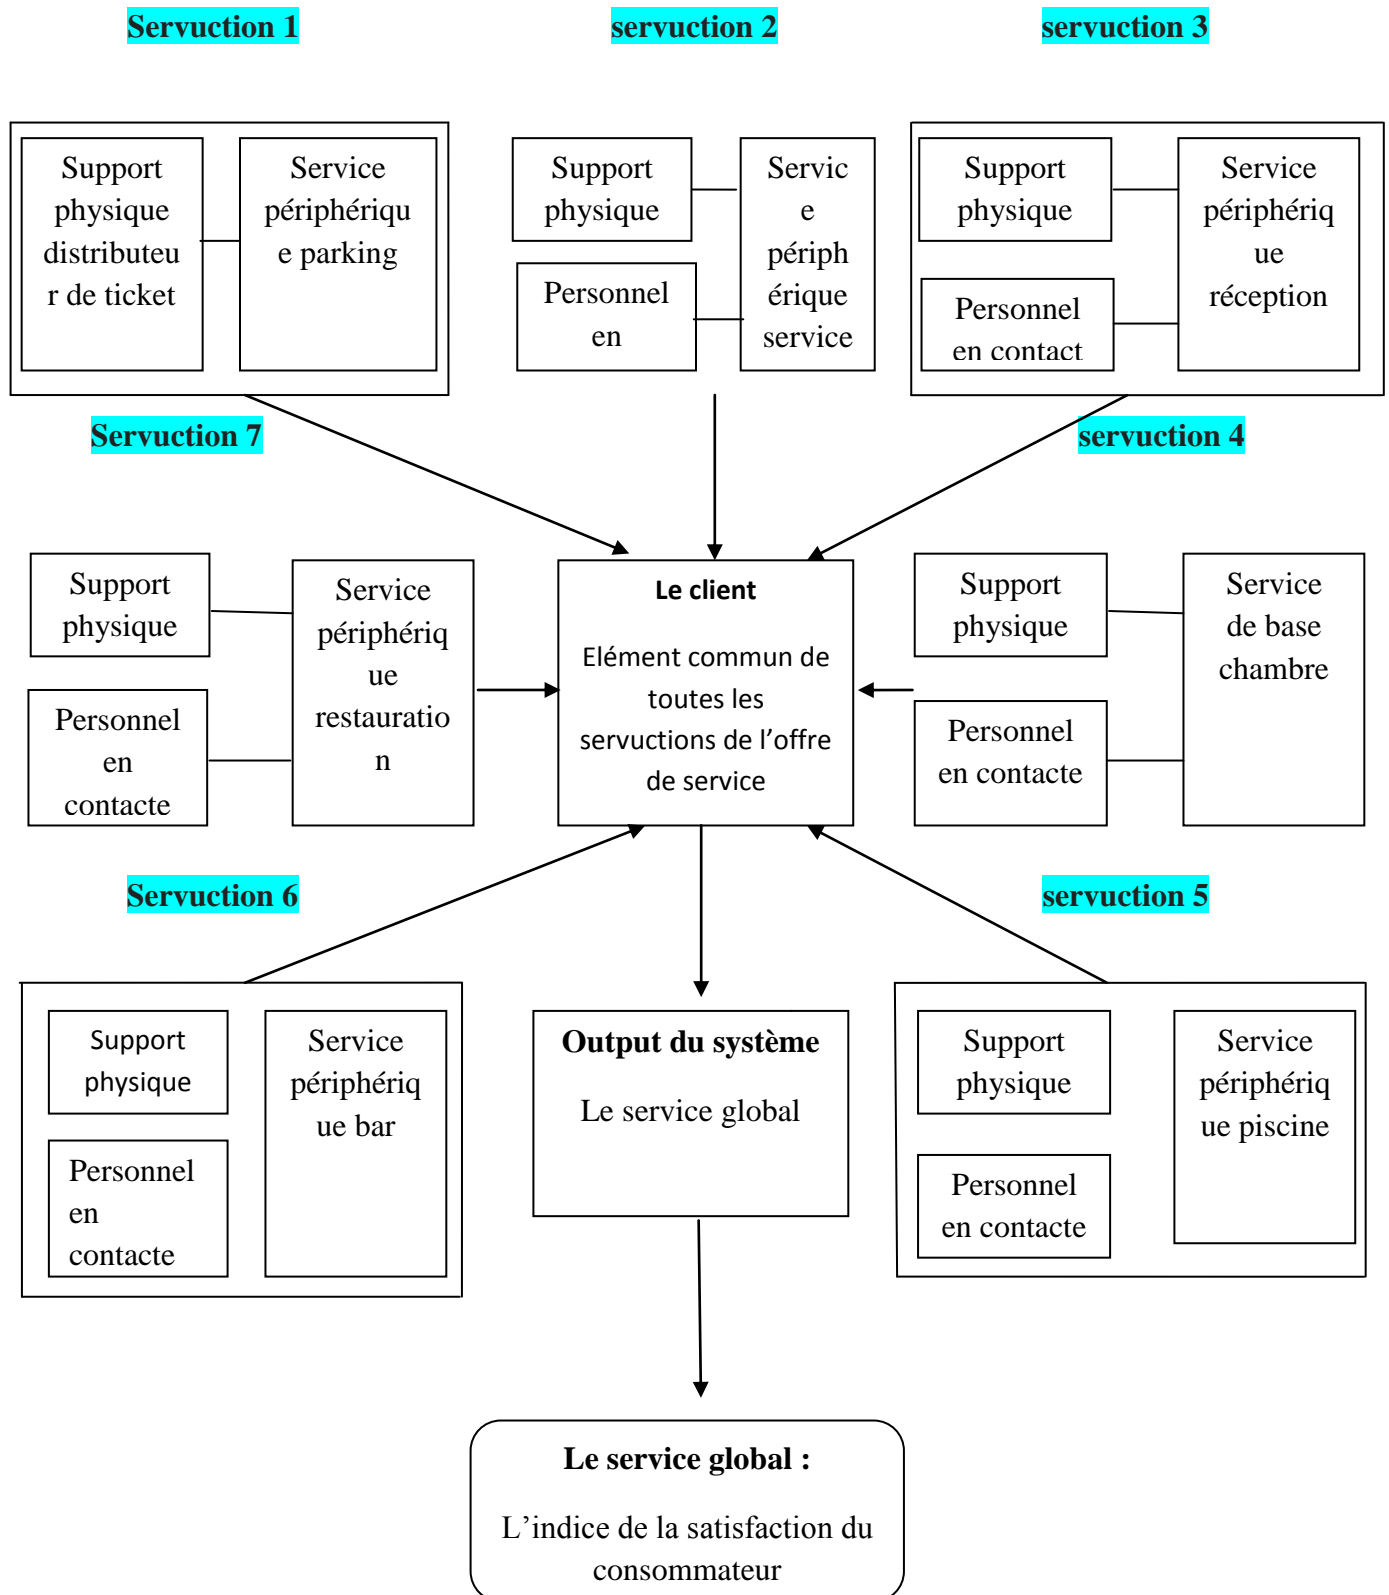 Servuction 1
servuction 2
servuction 3
Support
physique
distributeu
r de ticket
Service
périphériqu
e parking
Support
physique
Personnel
en
Servic
e
périph
érique
service
Support
physique
Personnel
en contact
Service
périphériq
ue
réception
Servuction 7
servuction 4
Support
physique
Personnel
en
contacte
Service
périphériq
ue
restauratio
n
Le client
Elément commun de
toutes les
servuctions de l’offre
de service
Support
physique
Personnel
en contacte
Service
de base
chambre
Servuction 6
servuction 5
Support
physique
Personnel
en
contacte
Service
périphériq
ue bar
Output du système
Le service global
Support
physique
Personnel
en contacte
Service
périphériq
ue piscine
Le service global :
L’indice de la satisfaction du
consommateur